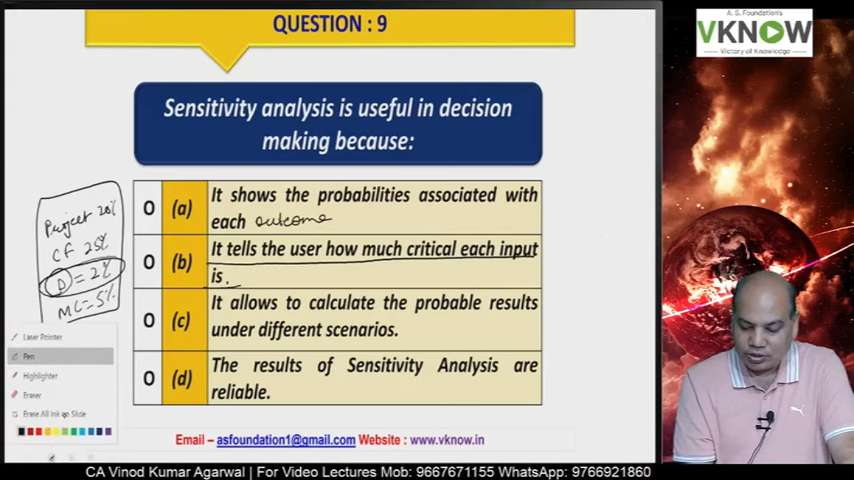 QUESTION : 9
A. S. Foundation's
VKNOW
Victory of Knowledge
Sensitivity analysis is useful in decision
making because:
Project 20%
CF 25%
D = 2%
MC = 5%
O (a) It shows the probabilities associated with
each outcome
O (b) It tells the user how much critical each input
is.
O (c) It allows to calculate the probable results
under different scenarios.
O (d) The results of Sensitivity Analysis are
reliable.
Laser Pointer
Pen
Highlighter
Eraser
Erase All Ink on Slide
Email – asfoundation1@gmail.com Website : www.vknow.in
CA Vinod Kumar Agarwal | For Video Lectures Mob: 9667671155 WhatsApp: 9766921860